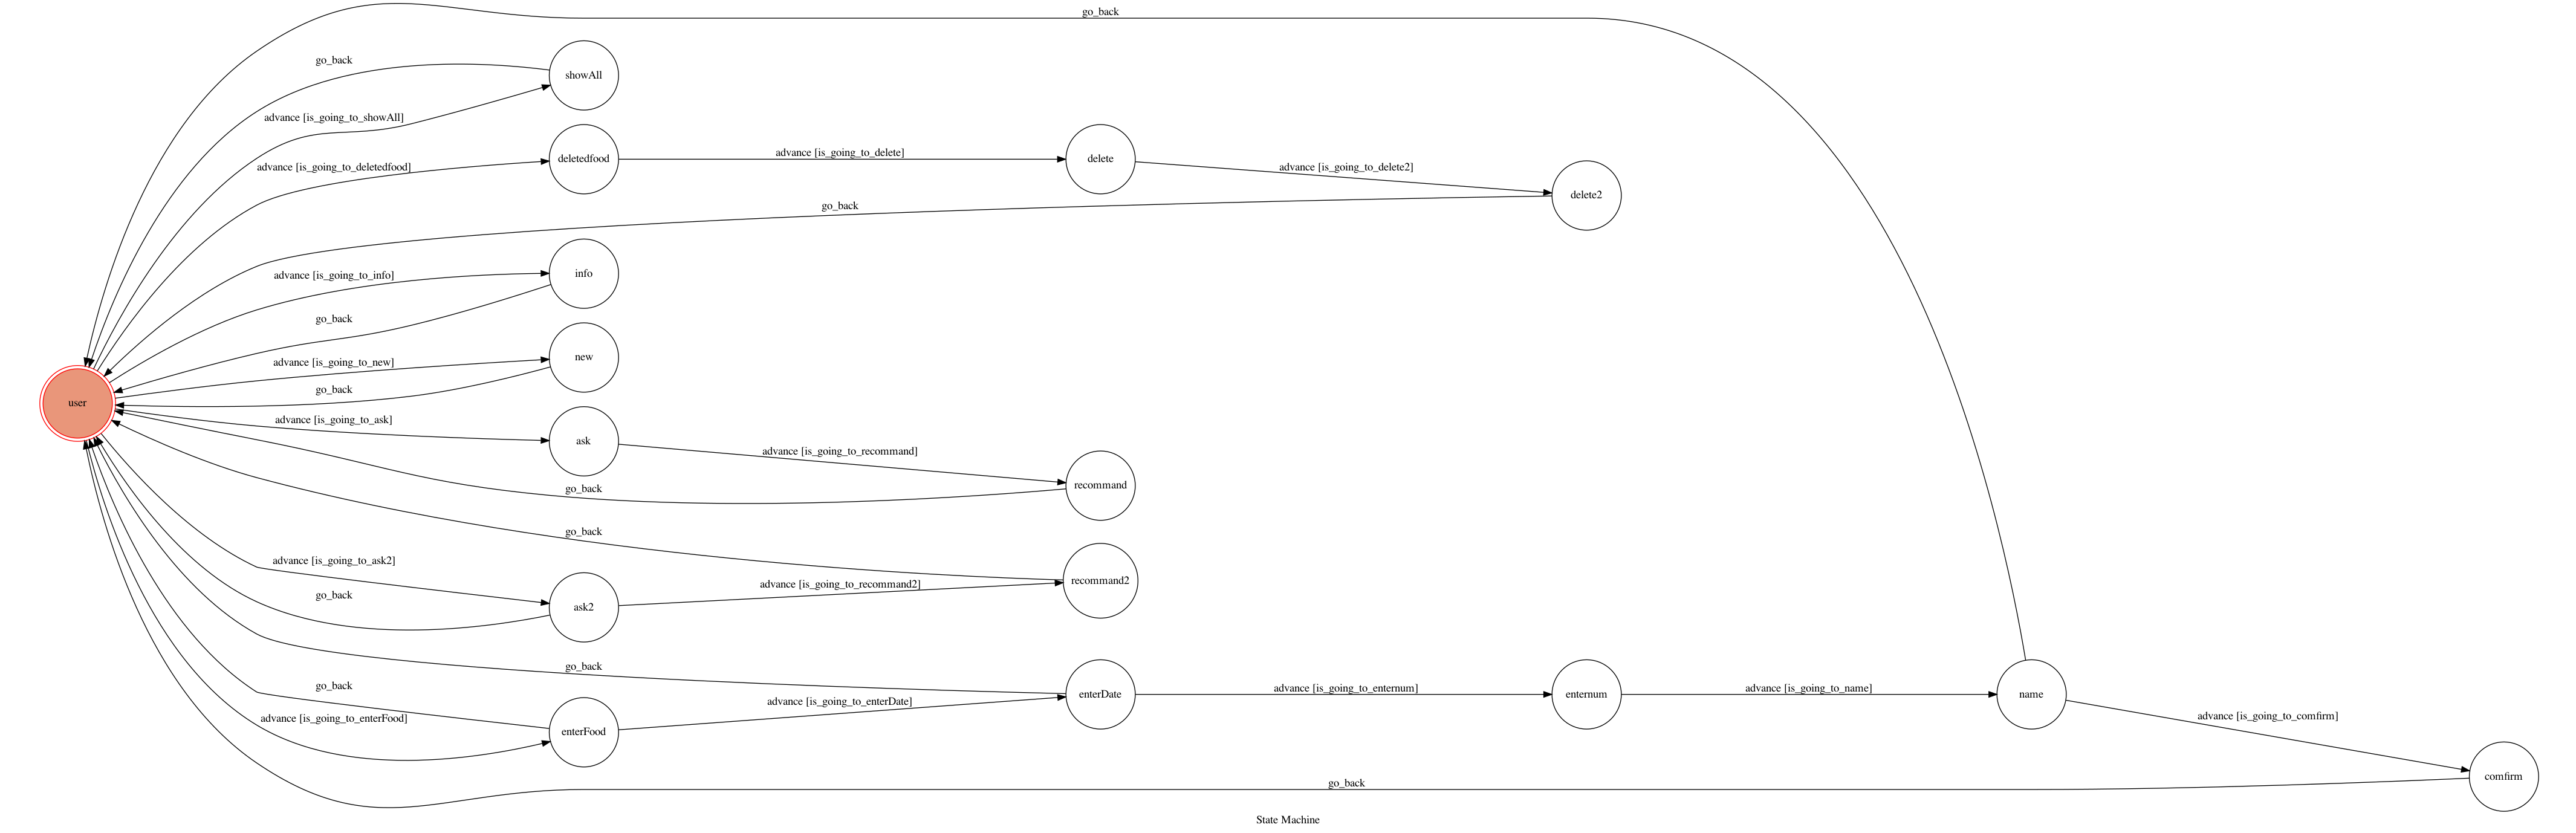 go_back
go_back
showAll
advance [is_going_to_showAll]
advance [is_going_to_deletedfood]
deletedfood
advance [is_going_to_delete]
delete
advance [is_going_to_delete2]
delete2
go_back
advance [is_going_to_info]
info
go_back
advance [is_going_to_new]
new
go_back
user
advance [is_going_to_ask]
ask
advance [is_going_to_recommand]
recommand
go_back
go_back
advance [is_going_to_ask2]
ask2
advance [is_going_to_recommand2]
recommand2
go_back
go_back
enterDate
advance [is_going_to_enternum]
enternum
advance [is_going_to_name]
name
go_back
advance [is_going_to_enterDate]
advance [is_going_to_enterFood]
enterFood
advance [is_going_to_comfirm]
comfirm
go_back
State Machine